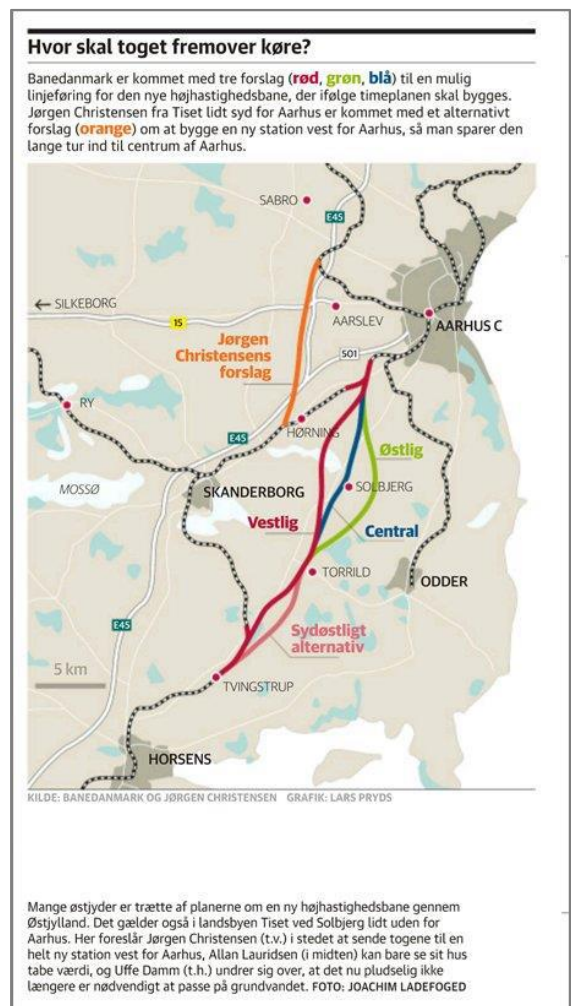 Hvor skal toget fremover køre?
Banedanmark er kommet med tre forslag (rød, grøn, blå) til en mulig
linjeføring for den nye højhastighedsbane, der ifølge timeplanen skal bygges.
Jørgen Christensen fra Tiset lidt syd for Aarhus er kommet med et alternativt
forslag (orange) om at bygge en ny station vest for Aarhus, så man sparer den
lange tur ind til centrum af Aarhus.
SABRO
E45
SILKEBORG
15
AARSLEV
AARHUS C
Jørgen
Christensens
forslag
501
RY
E45
HØRNING
Østlig
MOSSØ
SKANDERBORG
SOLBJERG
Vestlig
Central
TORRILD
ODDER
E45
Sydøstligt
alternativ
5 km
TVINGSTRUP
HORSENS
KILDE: BANEDANMARK OG JØRGEN CHRISTENSEN GRAFIK: LARS PRYDS
Mange østjyder er trætte af planerne om en ny højhastighedsbane gennem
Østjylland. Det gælder også i landsbyen Tiset ved Solbjerg lidt uden for
Aarhus. Her foreslår Jørgen Christensen (t.v.) i stedet at sende togene til en
helt ny station vest for Aarhus, Allan Lauridsen (i midten) kan bare se sit hus
tabe værdi, og Uffe Damm (t.h.) undrer sig over, at det nu pludselig ikke
længere er nødvendigt at passe på grundvandet. FOTO: JOACHIM LADEFOGED